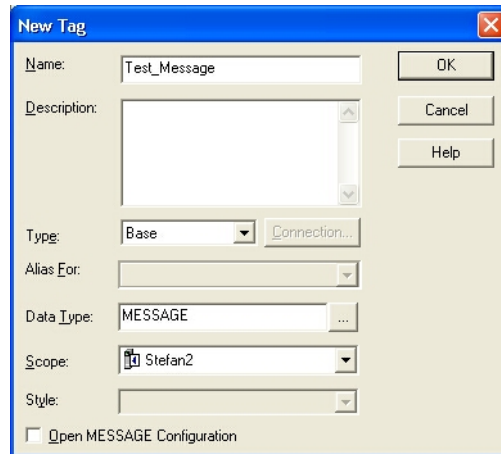 New Tag
Name: Test_Message
OK
Description:
Cancel
Help
Type: Base Connection...
Alias For:
Data Type: MESSAGE ...
Scope: Stefan2
Style:
Open MESSAGE Configuration